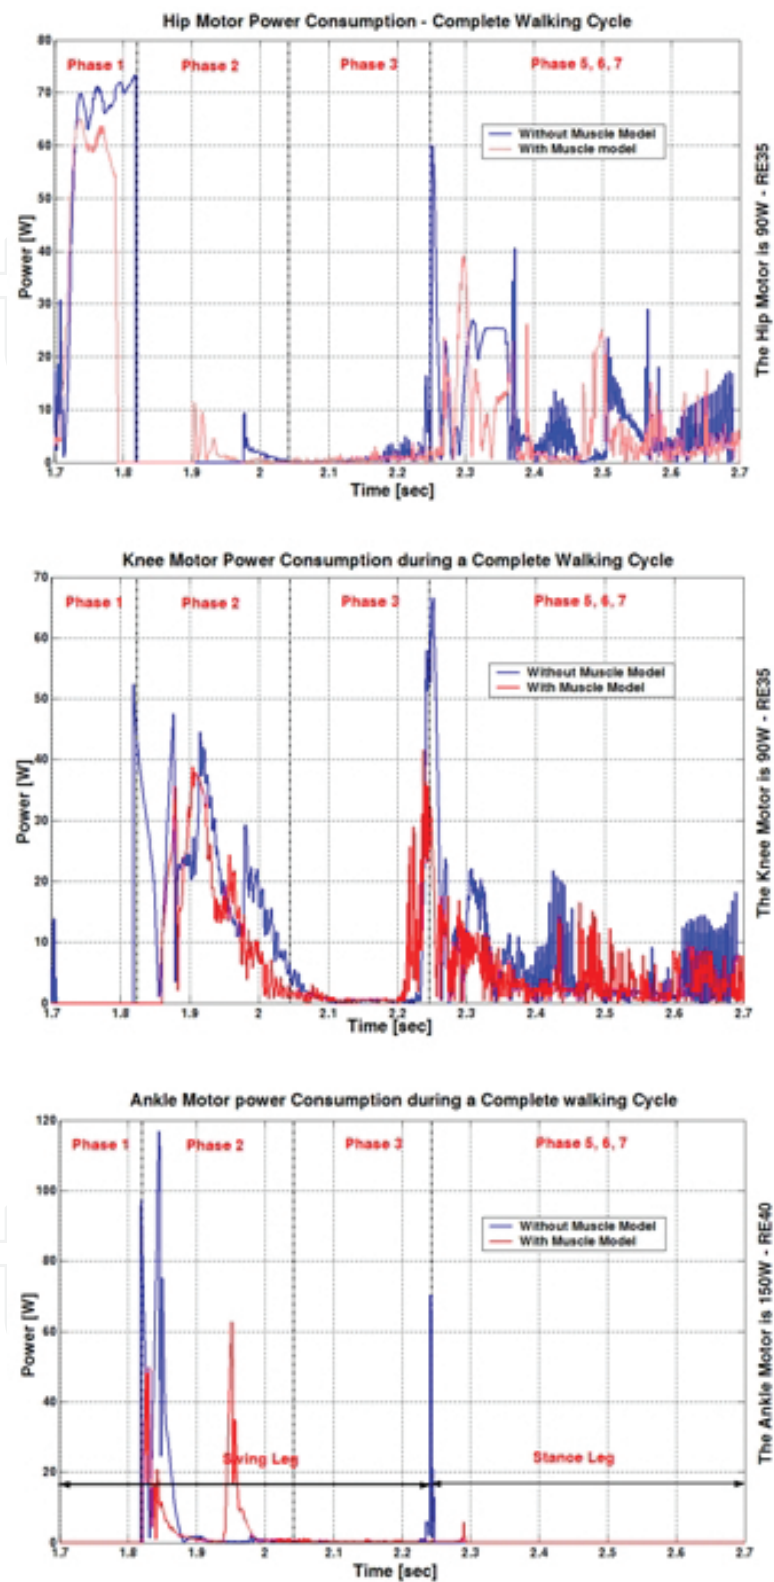 Hip Motor Power Consumption - Complete Walking Cycle
80
70
60
50
40
30
20
10
0
Power [W]
Phase 1
Phase 2
Phase 3
Phase 5, 6, 7
Without Muscle Model
With Muscle model
1.7 1.8 1.9 2 2.1 2.2 2.3 2.4 2.5 2.6 2.7
Time [sec]
The Hip Motor is 90W - RE35
Knee Motor Power Consumption during a Complete Walking Cycle
70
60
50
40
30
20
10
0
Power [W]
Phase 1
Phase 2
Phase 3
Phase 5, 6, 7
Without Muscle Model
With Muscle Model
1.7 1.8 1.9 2 2.1 2.2 2.3 2.4 2.5 2.6 2.7
Time [sec]
The Knee Motor is 90W - RE35
Ankle Motor power Consumption during a Complete walking Cycle
120
100
80
60
40
20
0
Power [W]
Phase 1
Phase 2
Phase 3
Phase 5, 6, 7
Without Muscle Model
With Muscle Model
Swing Leg
Stance Leg
1.7 1.8 1.9 2 2.1 2.2 2.3 2.4 2.5 2.6 2.7
Time [sec]
The Ankle Motor is 150W - RE40